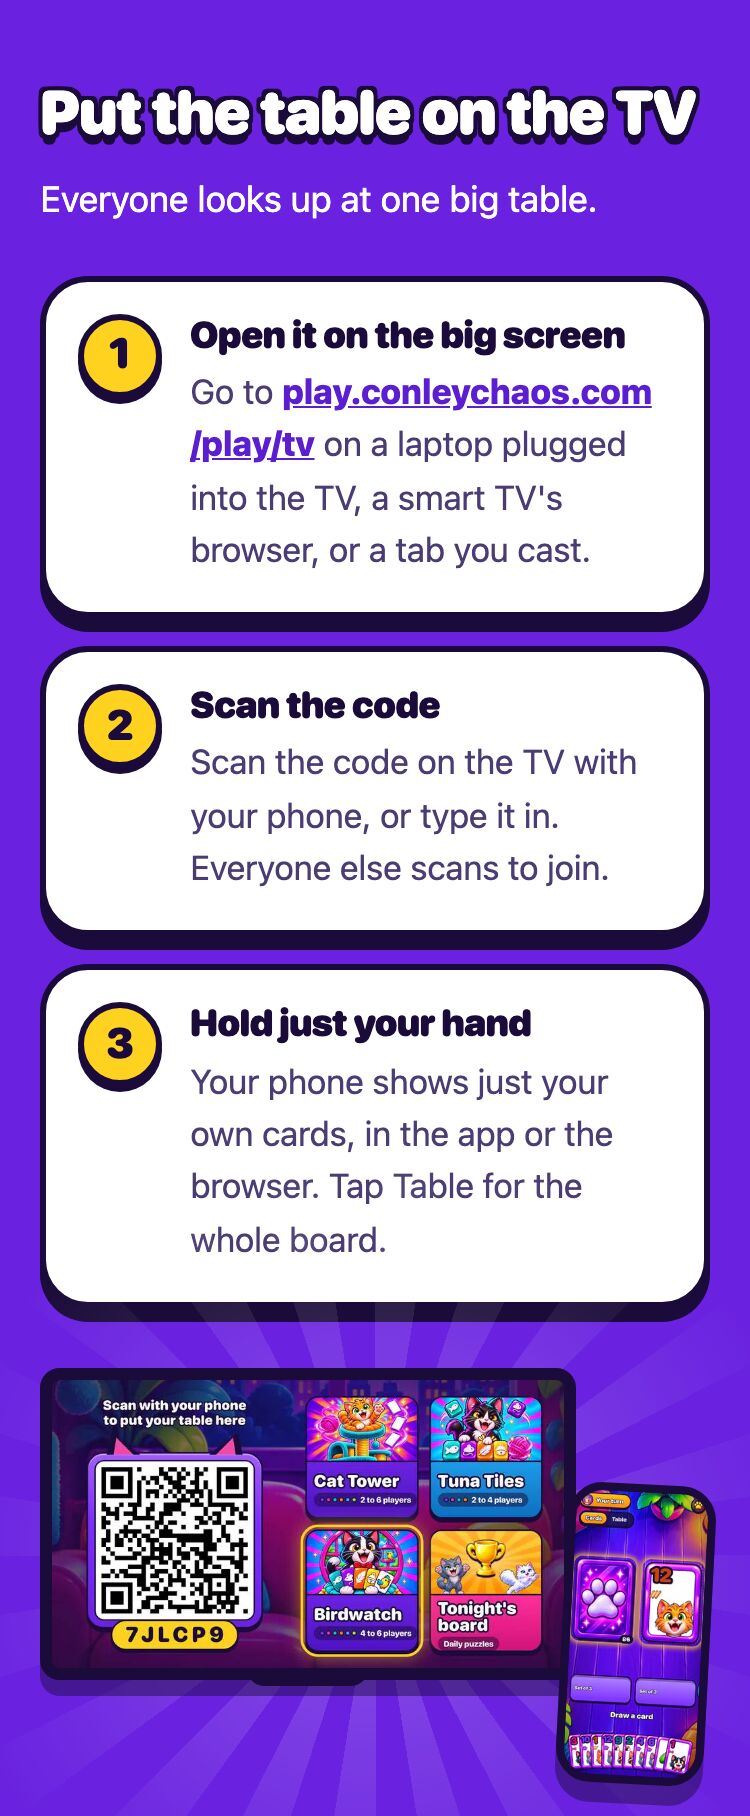 Put the table on the TV
Everyone looks up at one big table.
1
Open it on the big screen
Go to play.conleychaos.com
/play/tv on a laptop plugged
into the TV, a smart TV's
browser, or a tab you cast.
2
Scan the code
Scan the code on the TV with
your phone, or type it in.
Everyone else scans to join.
3
Hold just your hand
Your phone shows just your
own cards, in the app or the
browser. Tap Table for the
whole board.
Scan with your phone
to put your table here
7JLCP9
Cat Tower
2 to 6 players
Tuna Tiles
2 to 4 players
Birdwatch
4 to 6 players
Tonight's
board
Daily puzzles
Your turn
Cards
Table
12
Draw a card